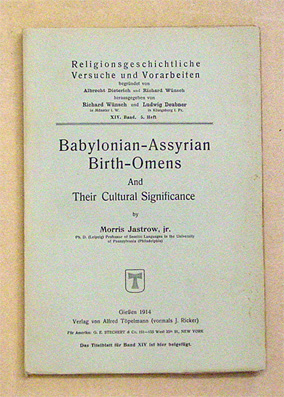 Religionsgeschichtliche
Versuche und Vorarbeiten
begründet von
Albrecht Dieterich und Richard Wünsch
herausgegeben von
Richard Wünsch und Ludwig Deubner
in Münster i. W. in Königsberg i. Pr.
XIV. Band. 5. Heft
Babylonian-Assyrian
Birth-Omens
And
Their Cultural Significance
by
Morris Jastrow, jr.
Ph. D. (Leipzig) Professor of Semitic Languages in the University
of Pennsylvania (Philadelphia)
Gießen 1914
Verlag von Alfred Töpelmann (vormals J. Ricker)
Für Amerika: G. E. STECHERT & Co. 151—155 West 25th St., NEW YORK
Das Titelblatt für Band XIV ist hier beigefügt.